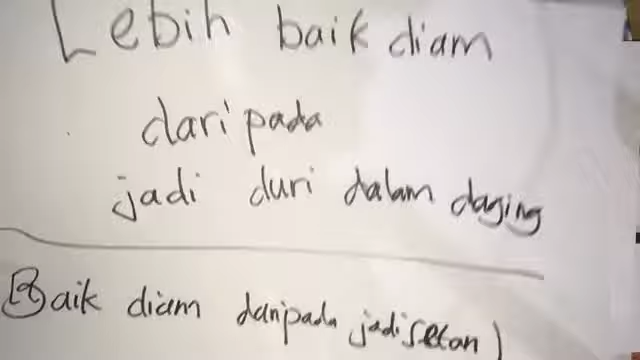 Lebih baik diam
daripada
jadi duri dalam daging
(Baik diam daripada jadi setan)